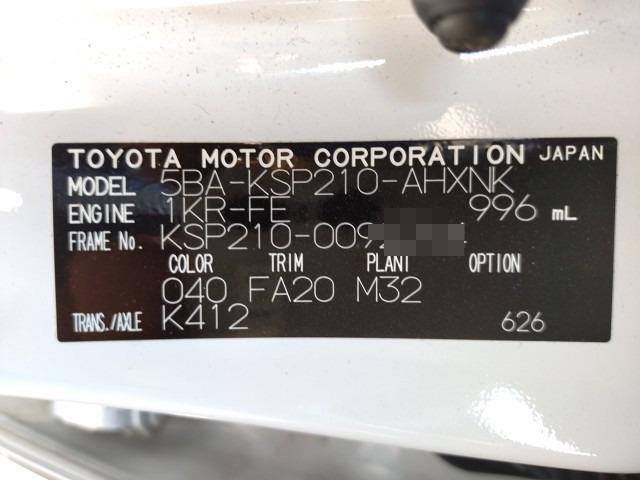 TOYOTA MOTOR CORPORATION JAPAN
MODEL 5BA-KSP210-AHXNK
ENGINE 1KR-FE 996 mL
FRAME No. KSP210-009
COLOR TRIM PLANT OPTION
040 FA20 M32
TRANS./AXLE K412 626